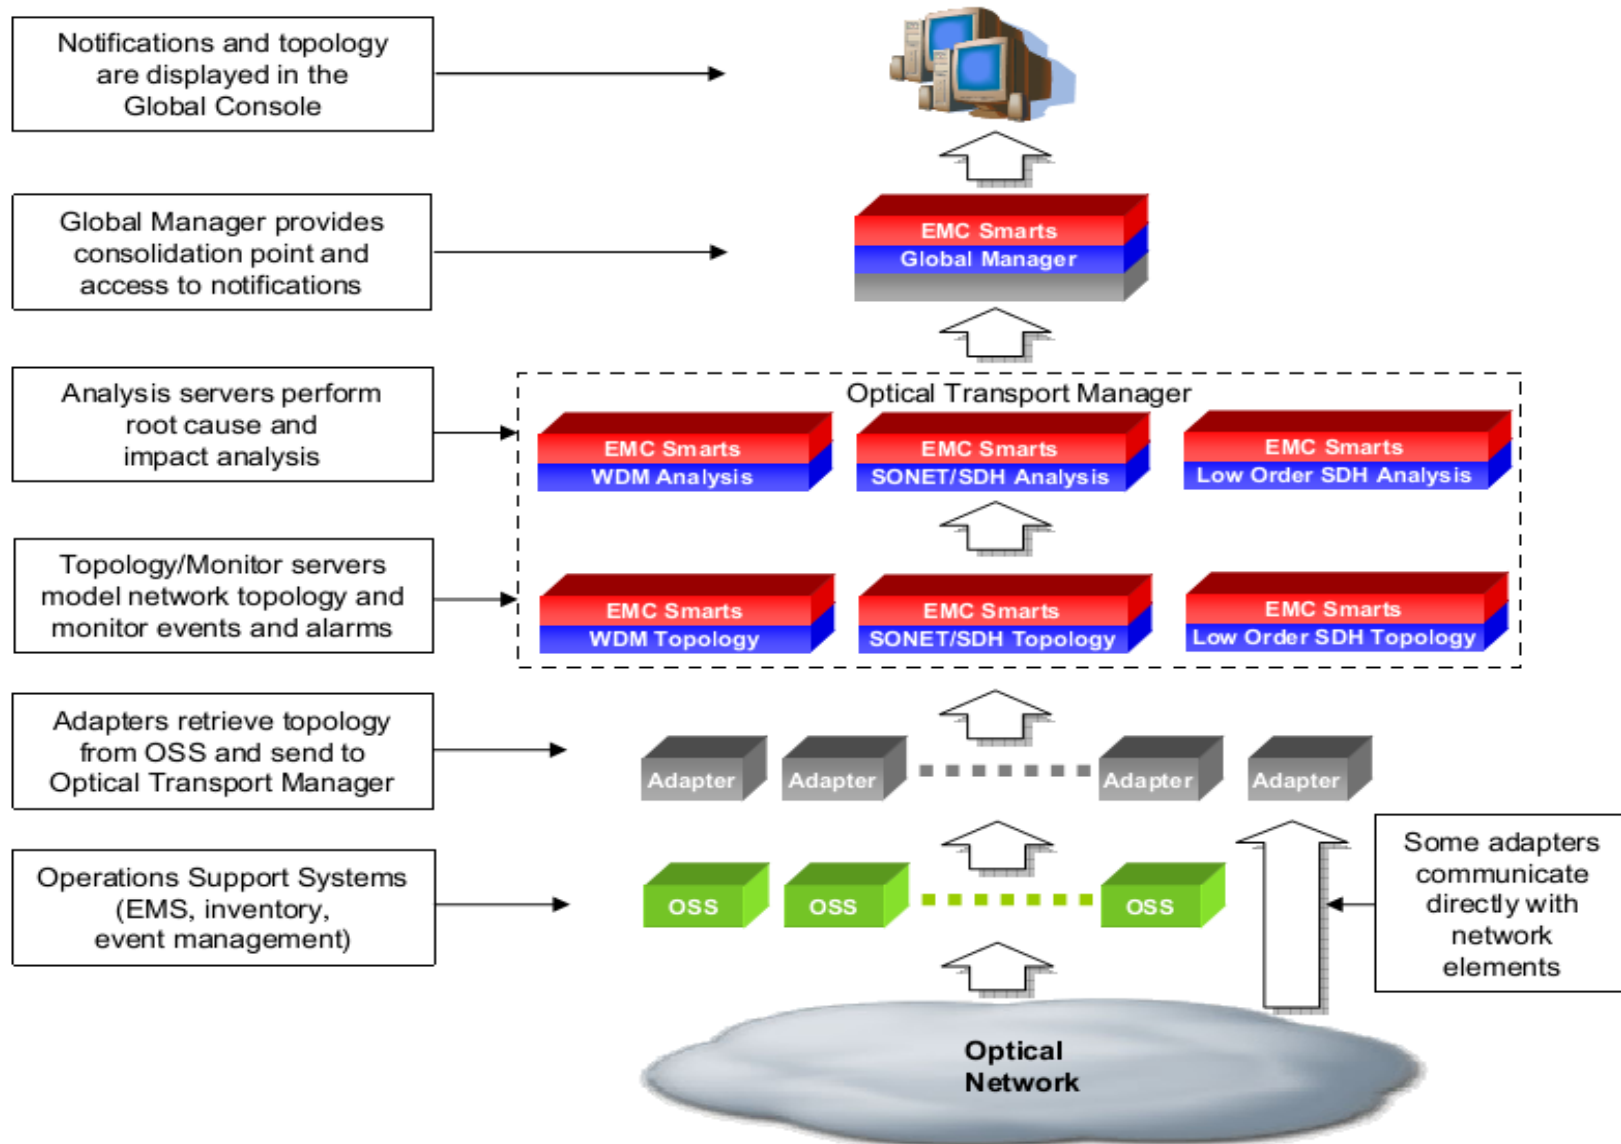 Notifications and topology
are displayed in the
Global Console
Global Manager provides
consolidation point and
access to notifications
EMC Smarts
Global Manager
Analysis servers perform
root cause and
impact analysis
Optical Transport Manager
EMC Smarts
WDM Analysis
EMC Smarts
SONET/SDH Analysis
EMC Smarts
Low Order SDH Analysis
Topology/Monitor servers
model network topology and
monitor events and alarms
EMC Smarts
WDM Topology
EMC Smarts
SONET/SDH Topology
EMC Smarts
Low Order SDH Topology
Adapters retrieve topology
from OSS and send to
Optical Transport Manager
Adapter
Adapter
Adapter
Adapter
Operations Support Systems
(EMS, inventory,
event management)
OSS
OSS
OSS
Some adapters
communicate
directly with
network
elements
Optical
Network